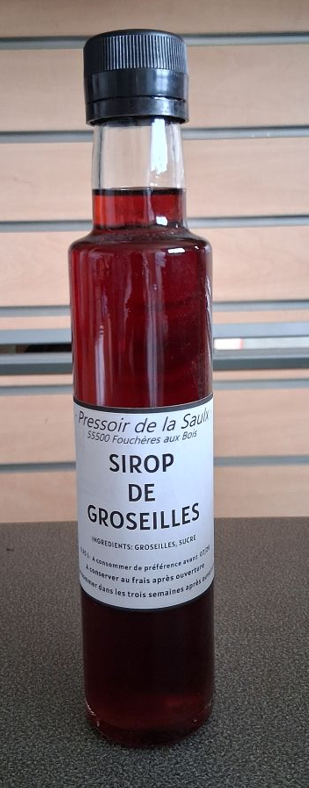 Pressoir de la Saulx
55500 Fouchères aux Bois
SIROP
DE
GROSEILLES
INGREDIENTS: GROSEILLES, SUCRE
A consommer de préférence avant
A conserver au frais après ouverture
dans les trois semaines après